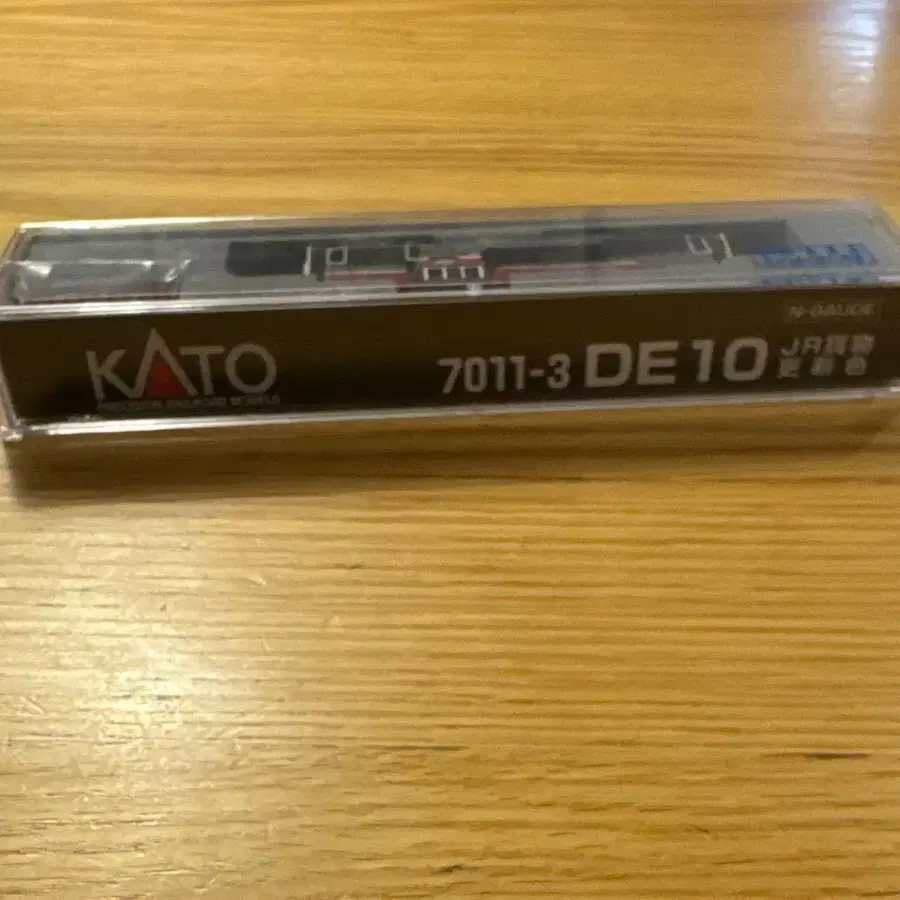 N-GAUGE
KATO
PRECISION RAILROAD MODELS
7011-3 DE10 JR貨物
更新色